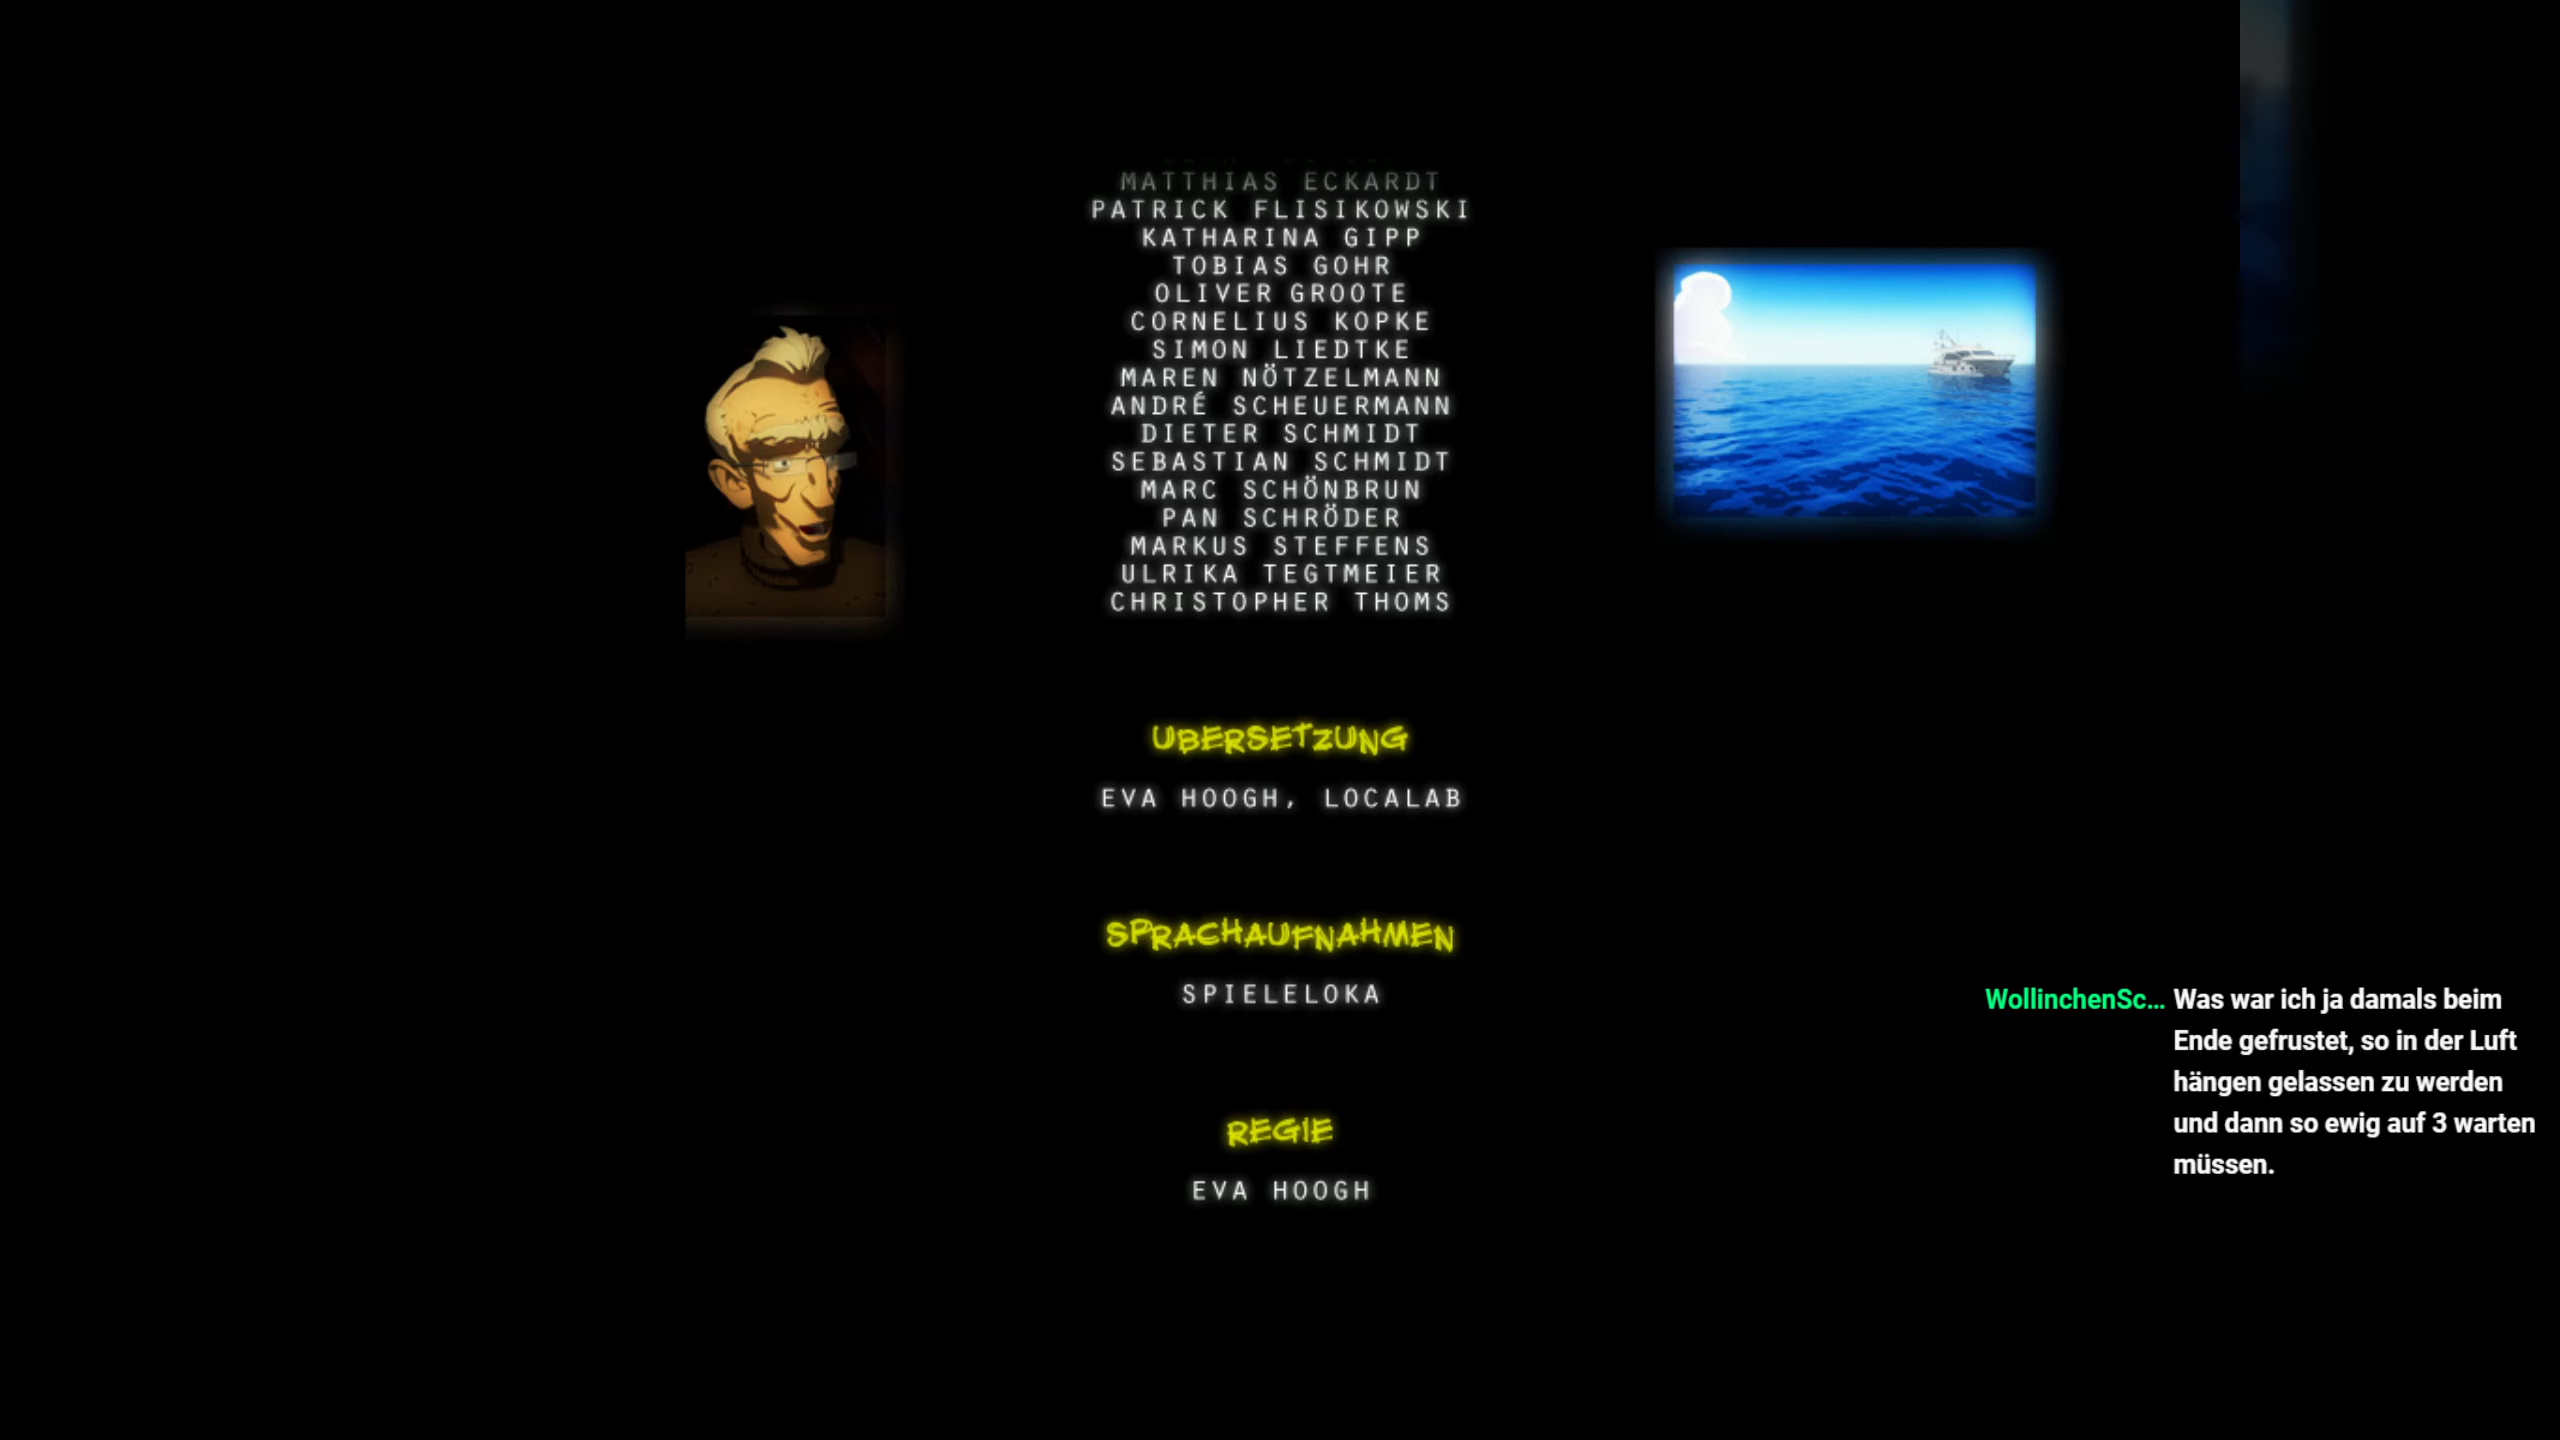 MATTHIAS ECKARDT
PATRICK FLISIKOWSKI
KATHARINA GIPP
TOBIAS GOHR
OLIVER GROOTE
CORNELIUS KOPKE
SIMON LIEDTKE
MAREN NÖTZELMANN
ANDRÉ SCHEUERMANN
DIETER SCHMIDT
SEBASTIAN SCHMIDT
MARC SCHÖNBRUN
PAN SCHRÖDER
MARKUS STEFFENS
ULRIKA TEGTMEIER
CHRISTOPHER THOMS
UBERSETZUNG
EVA HOOGH, LOCALAB
SPRACHAUFNAHMEN
SPIELELOKA
REGIE
EVA HOOGH
WollinchenSc… Was war ich ja damals beim
Ende gefrustet, so in der Luft
hängen gelassen zu werden
und dann so ewig auf 3 warten
müssen.